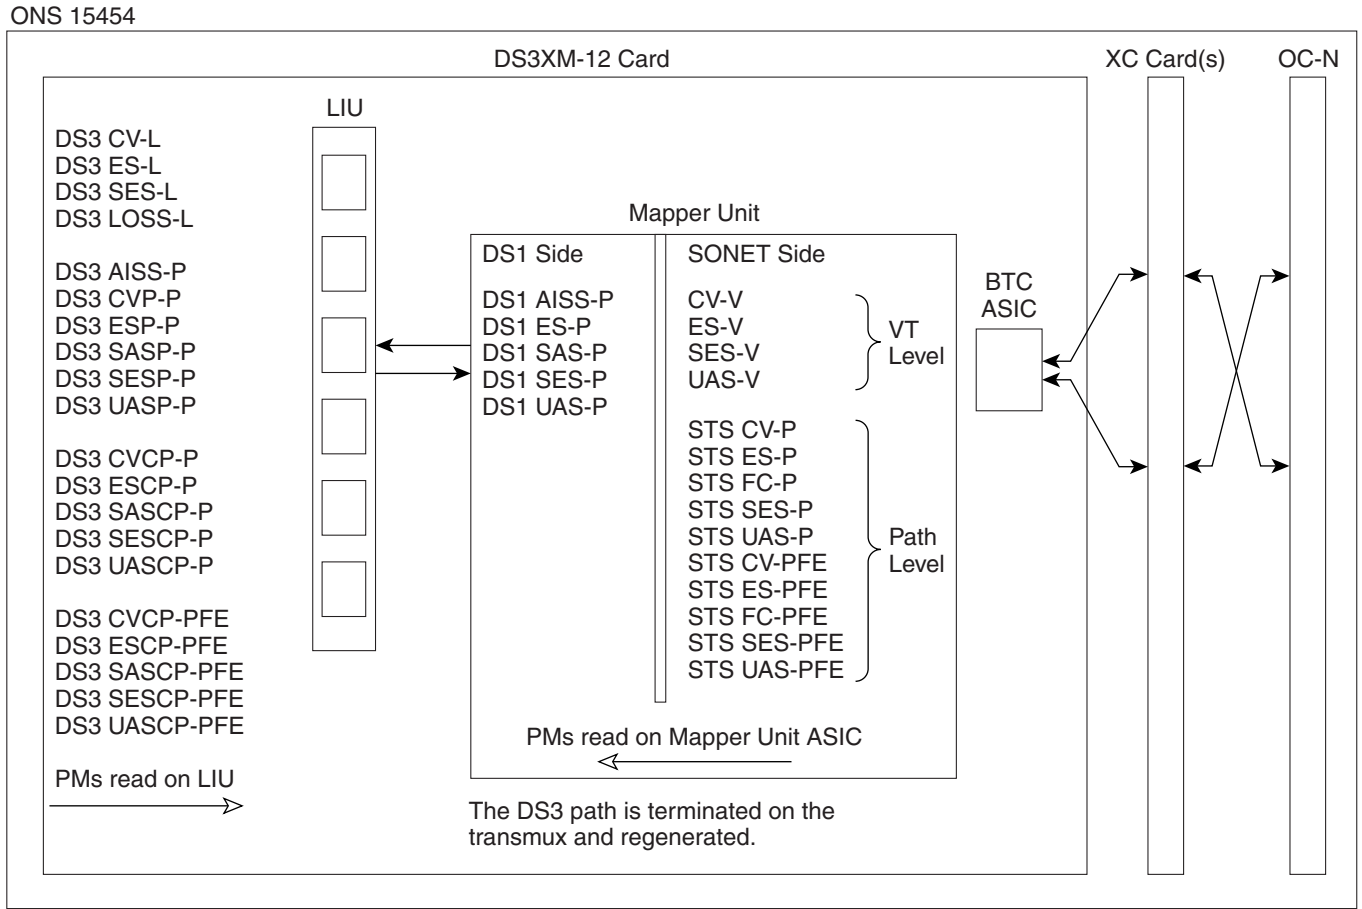 ONS 15454
DS3XM-12 Card
XC Card(s)
OC-N
LIU
DS3 CV-L
DS3 ES-L
DS3 SES-L
DS3 LOSS-L
DS3 AISS-P
DS3 CVP-P
DS3 ESP-P
DS3 SASP-P
DS3 SESP-P
DS3 UASP-P
DS3 CVCP-P
DS3 ESCP-P
DS3 SASCP-P
DS3 SESCP-P
DS3 UASCP-P
DS3 CVCP-PFE
DS3 ESCP-PFE
DS3 SASCP-PFE
DS3 SESCP-PFE
DS3 UASCP-PFE
PMs read on LIU
Mapper Unit
DS1 Side
DS1 AISS-P
DS1 ES-P
DS1 SAS-P
DS1 SES-P
DS1 UAS-P
SONET Side
CV-V
ES-V
SES-V
UAS-V
VT
Level
STS CV-P
STS ES-P
STS FC-P
STS SES-P
STS UAS-P
STS CV-PFE
STS ES-PFE
STS FC-PFE
STS SES-PFE
STS UAS-PFE
Path
Level
PMs read on Mapper Unit ASIC
The DS3 path is terminated on the
transmux and regenerated.
BTC
ASIC